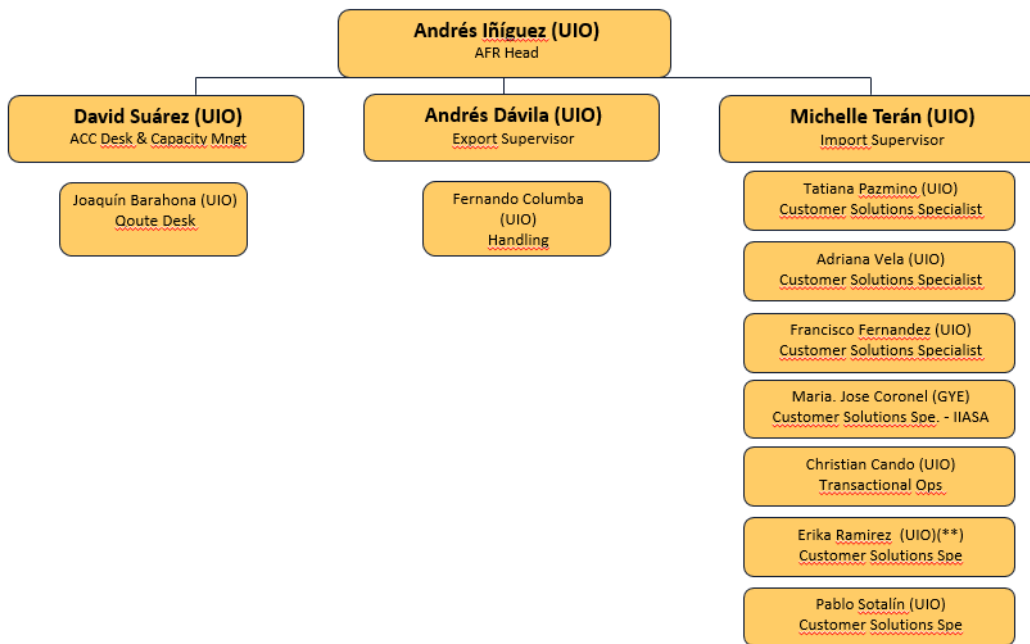 Andrés Iñíguez (UIO)
AFR Head
David Suárez (UIO)
ACC Desk & Capacity Mngt
Joaquín Barahona (UIO)
Qoute Desk
Andrés Dávila (UIO)
Export Supervisor
Fernando Columba
(UIO)
Handling
Michelle Terán (UIO)
Import Supervisor
Tatiana Pazmino (UIO)
Customer Solutions Specialist
Adriana Vela (UIO)
Customer Solutions Specialist
Francisco Fernandez (UIO)
Customer Solutions Specialist
Maria. Jose Coronel (GYE)
Customer Solutions Spe. - IIASA
Christian Cando (UIO)
Transactional Ops
Erika Ramirez (UIO)(**)
Customer Solutions Spe
Pablo Sotalín (UIO)
Customer Solutions Spe